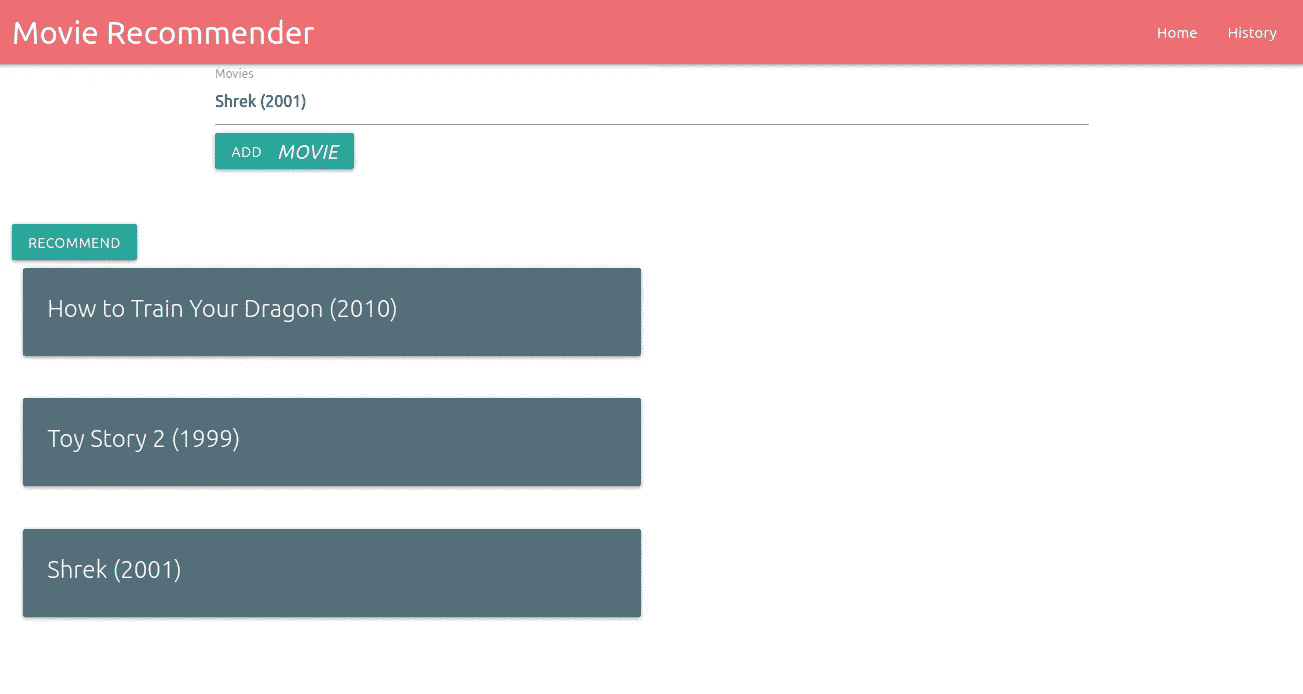 Movie Recommender
Home
History
Movies
Shrek (2001)
ADD MOVIE
RECOMMEND
How to Train Your Dragon (2010)
Toy Story 2 (1999)
Shrek (2001)